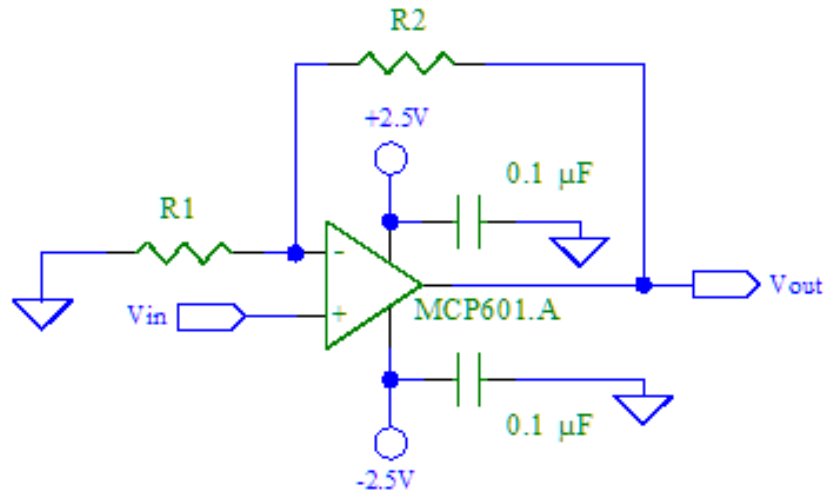 R2
+2.5V
0.1 µF
R1
-
Vin
+
MCP601.A
Vout
0.1 µF
-2.5V